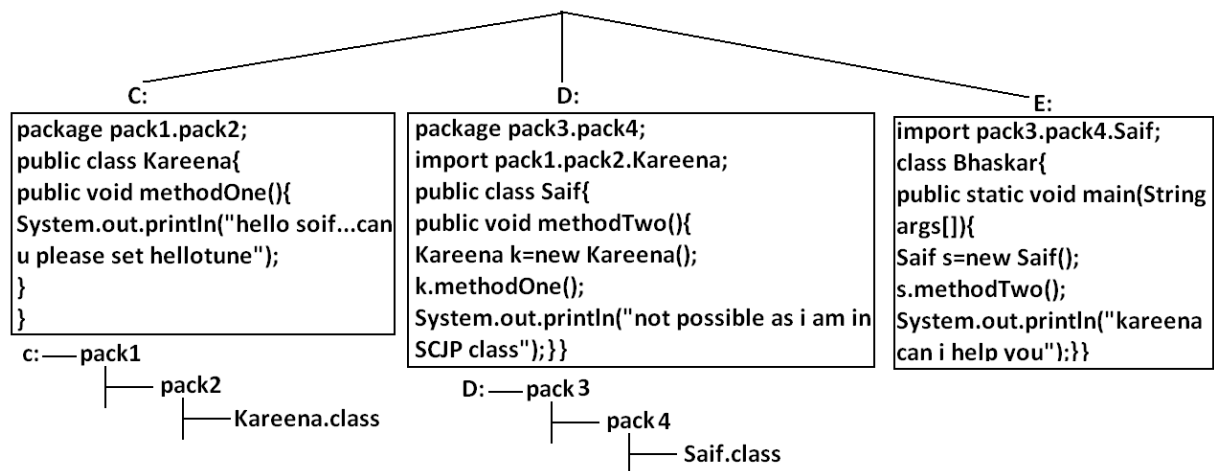 C:
package pack1.pack2;
public class Kareena{
public void methodOne(){
System.out.println("hello soif...can
u please set hellotune");
}
}
c:
pack1
pack2
Kareena.class
D:
package pack3.pack4;
import pack1.pack2.Kareena;
public class Saif{
public void methodTwo(){
Kareena k=new Kareena();
k.methodOne();
System.out.println("not possible as i am in
SCJP class");}}
D:
pack3
pack4
Saif.class
E:
import pack3.pack4.Saif;
class Bhaskar{
public static void main(String
args[]){
Saif s=new Saif();
s.methodTwo();
System.out.println("kareena
can i help you");}}